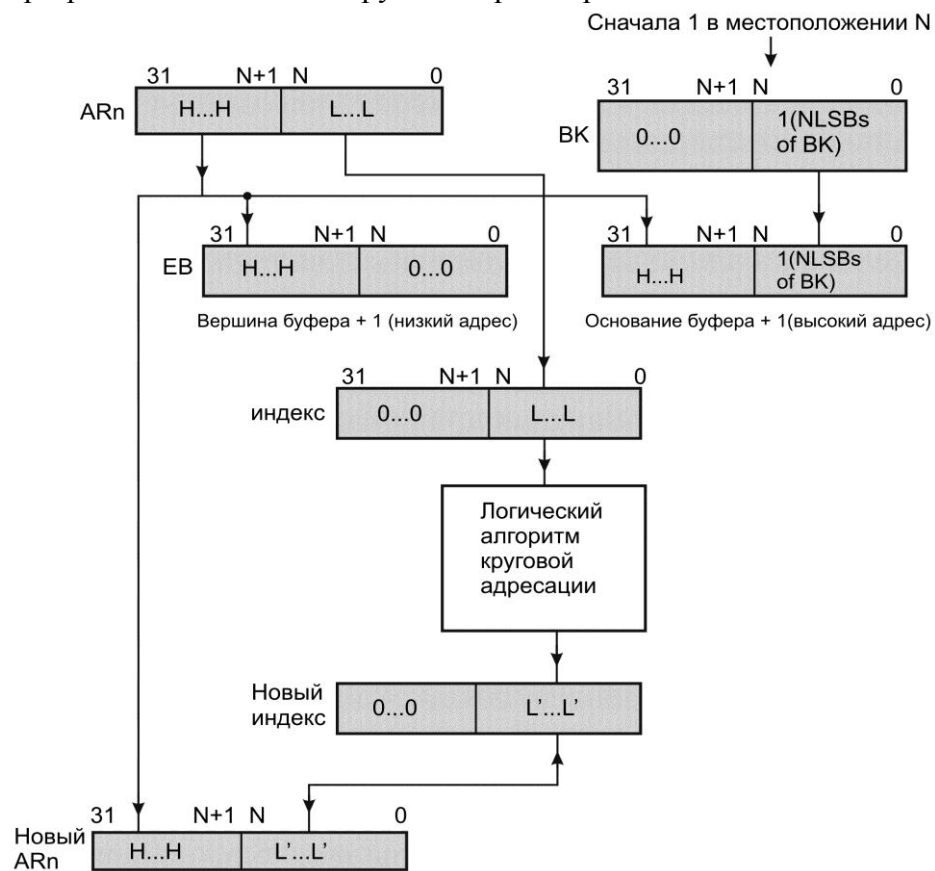 Сначала 1 в местоположении N
31 N+1 N 0
ARn H...H L...L
31 N+1 N 0
BK 0...0 1(NLSBs
of BK)
31 N+1 N 0
EB H...H 0...0
31 N+1 N 0
H...H 1(NLSBs
of BK)
Вершина буфера + 1 (низкий адрес)
Основание буфера + 1(высокий адрес)
31 N+1 N 0
индекс 0...0 L...L
Логический
алгоритм
круговой
адресации
Новый
индекс 0...0 L’...L’
31 N+1 N 0
Новый
ARn H...H L’...L’